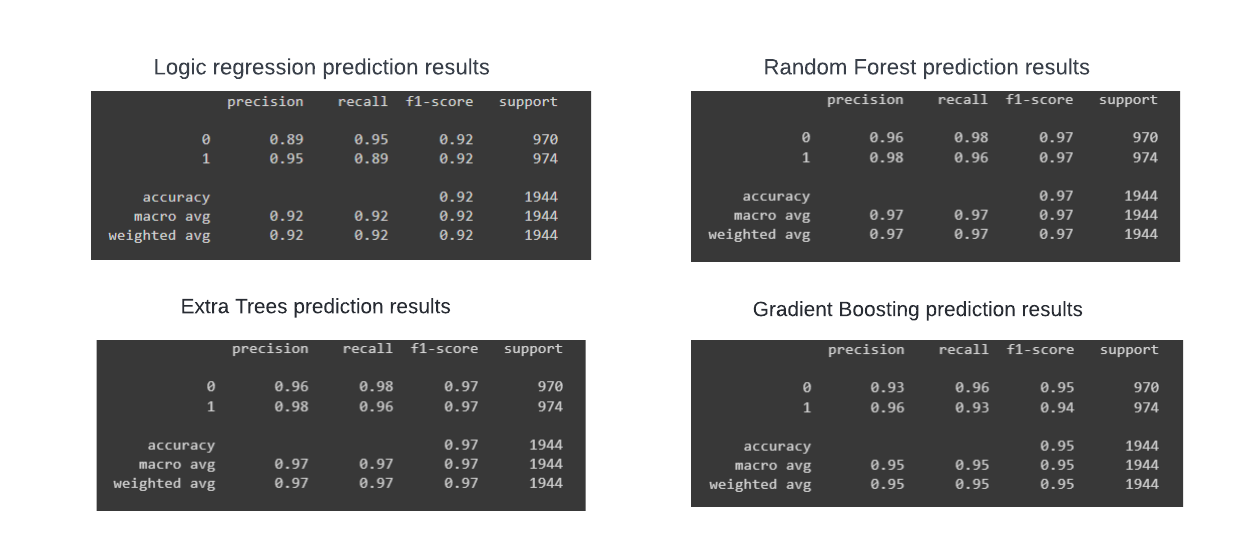 Logic regression prediction results
precision recall f1-score support
0 0.89 0.95 0.92 970
1 0.95 0.89 0.92 974
accuracy 0.92 1944
macro avg 0.92 0.92 0.92 1944
weighted avg 0.92 0.92 0.92 1944
Random Forest prediction results
precision recall f1-score support
0 0.96 0.98 0.97 970
1 0.98 0.96 0.97 974
accuracy 0.97 1944
macro avg 0.97 0.97 0.97 1944
weighted avg 0.97 0.97 0.97 1944
Extra Trees prediction results
precision recall f1-score support
0 0.96 0.98 0.97 970
1 0.98 0.96 0.97 974
accuracy 0.97 1944
macro avg 0.97 0.97 0.97 1944
weighted avg 0.97 0.97 0.97 1944
Gradient Boosting prediction results
precision recall f1-score support
0 0.93 0.96 0.95 970
1 0.96 0.93 0.94 974
accuracy 0.95 1944
macro avg 0.95 0.95 0.95 1944
weighted avg 0.95 0.95 0.95 1944